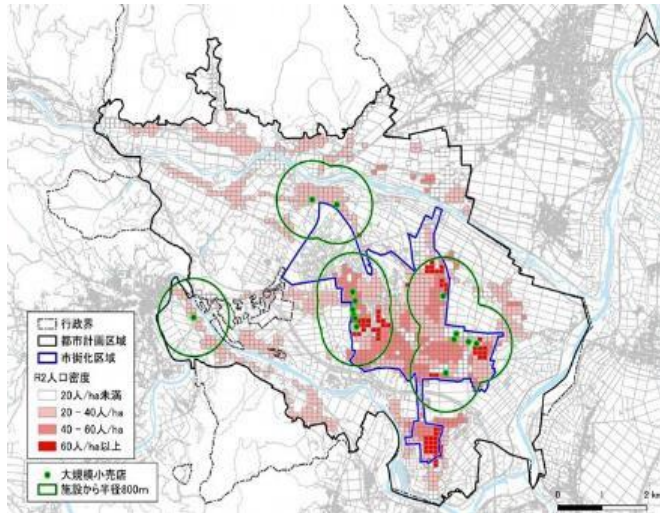 行政界
都市計画区域
市街化区域
R2人口密度
20人/ha未満
20 - 40人/ha
40 - 60人/ha
60人/ha以上
大規模小売店
施設から半径800m
0 1 2 km